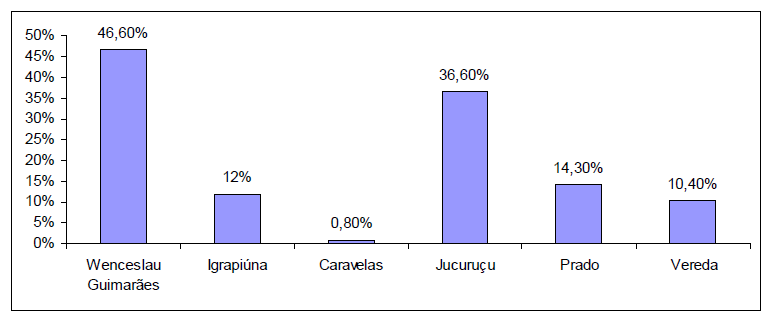 50%
45%
40%
35%
30%
25%
20%
15%
10%
5%
0%
46,60%
12%
0,80%
36,60%
14,30%
10,40%
Wenceslau
Guimarães
Igrapiúna
Caravelas
Jucuruçu
Prado
Vereda